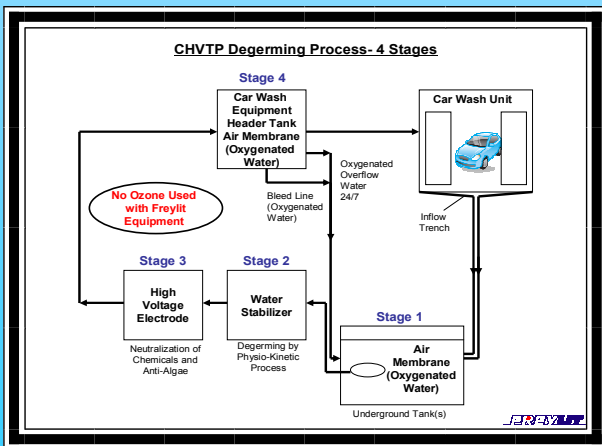 CHVTP Degerming Process- 4 Stages
Stage 4
Car Wash
Equipment
Header Tank
Air Membrane
(Oxygenated
Water)
Car Wash Unit
Oxygenated
Overflow
Water
24/7
Bleed Line
(Oxygenated
Water)
No Ozone Used
with Freylit
Equipment
Inflow
Trench
Stage 3
High
Voltage
Electrode
Neutralization of
Chemicals and
Anti-Algae
Stage 2
Water
Stabilizer
Degerming by
Physio-Kinetic
Process
Stage 1
Air
Membrane
(Oxygenated
Water)
Underground Tank(s)
FREYLIT